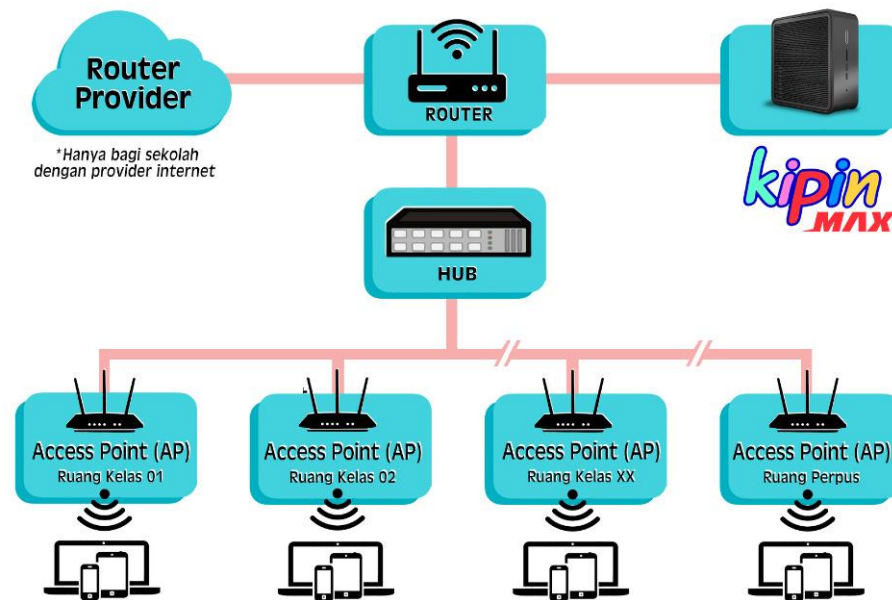 Router
Provider
*Hanya bagi sekolah
dengan provider internet
ROUTER
kipin
MAX
HUB
Access Point (AP)
Ruang Kelas 01
Access Point (AP)
Ruang Kelas 02
Access Point (AP)
Ruang Kelas XX
Access Point (AP)
Ruang Perpus